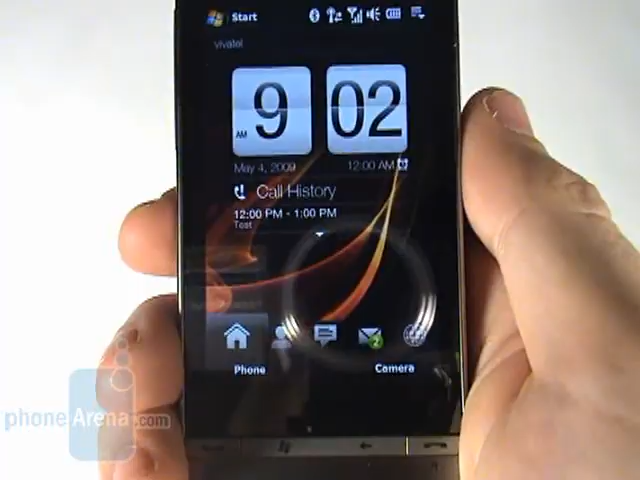 Start
vivatel
AM
9 02
May 4, 2009
12:00 AM
Call History
12:00 PM - 1:00 PM
Test
2
Phone
Camera
phoneArena.com